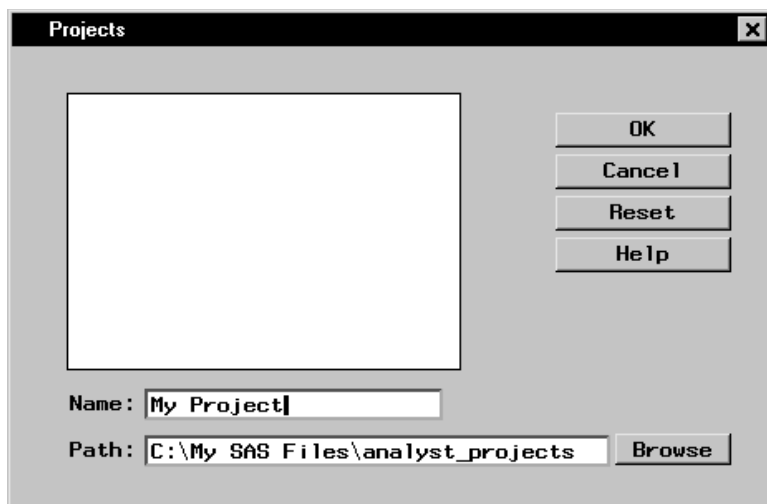 Projects
OK
Cancel
Reset
Help
Name: My Project
Path: C:\My SAS Files\analyst_projects Browse